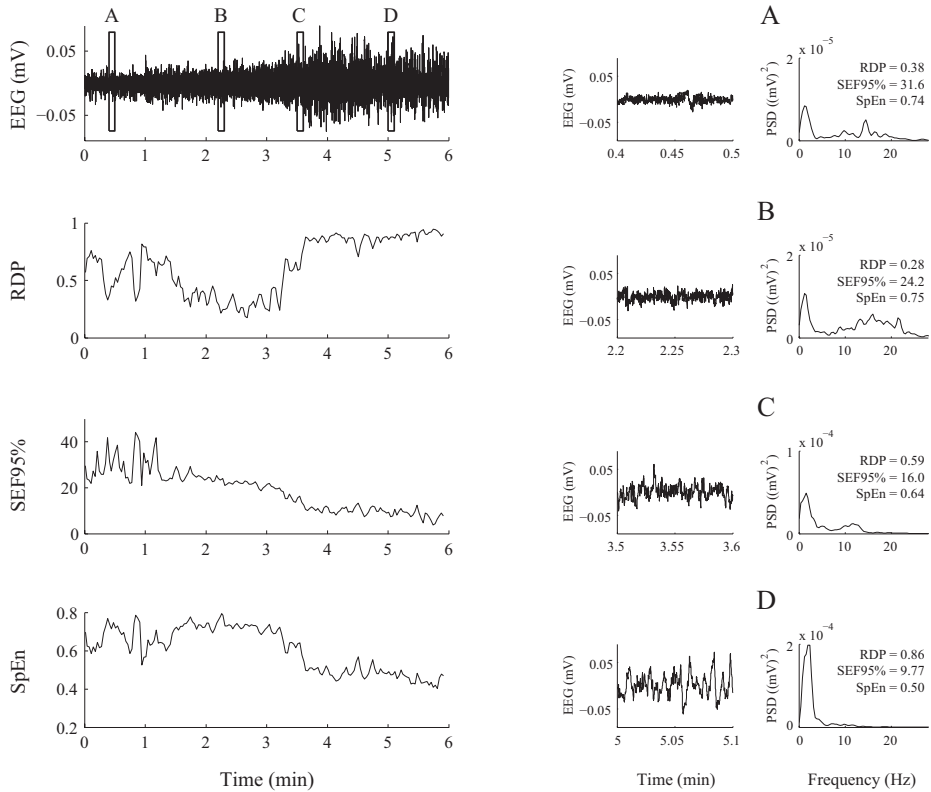 A B C D
EEG (mV)
0.05
−0.05
0 1 2 3 4 5 6
RDP
1
0.5
0
0 1 2 3 4 5 6
SEF95%
40
20
0
0 1 2 3 4 5 6
SpEn
0.8
0.6
0.4
0.2
0 1 2 3 4 5 6
Time (min)
A
EEG (mV)
0.05
−0.05
0.4 0.45 0.5
PSD ((mV)²)
x 10⁻⁵
2
0
0 10 20
RDP = 0.38
SEF95% = 31.6
SpEn = 0.74
B
EEG (mV)
0.05
−0.05
2.2 2.25 2.3
PSD ((mV)²)
x 10⁻⁵
2
0
0 10 20
RDP = 0.28
SEF95% = 24.2
SpEn = 0.75
C
EEG (mV)
0.05
−0.05
3.5 3.55 3.6
PSD ((mV)²)
x 10⁻⁴
1
0
0 10 20
RDP = 0.59
SEF95% = 16.0
SpEn = 0.64
D
EEG (mV)
0.05
−0.05
5 5.05 5.1
Time (min)
PSD ((mV)²)
x 10⁻⁴
2
0
0 10 20
RDP = 0.86
SEF95% = 9.77
SpEn = 0.50
Frequency (Hz)